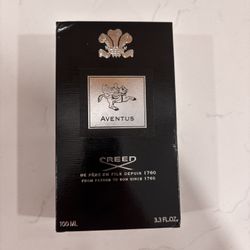 AVENTUS
CREED
DE PÈRE EN FILS DEPUIS 1760
FROM FATHER TO SON SINCE 1760
100 ML
3.3 FL.OZ.